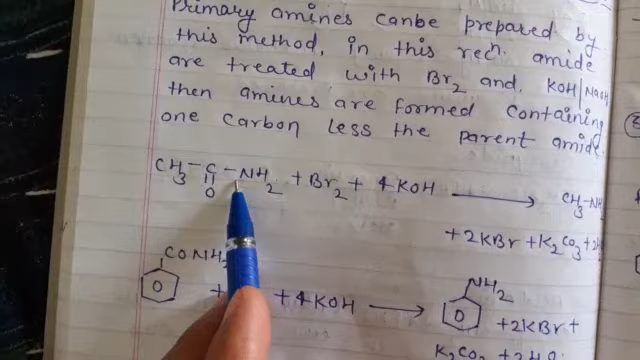 Primary amines canbe prepared by
this method, in this recn. amide
are treated with Br2 and. KOH/NaOH
then amines are formed containing
one carbon less the parent amide.
CH3-C-NH2 + Br2 + 4KOH → CH3-NH
||
O
+ 2KBr + K2CO3 + 2H
CONH2
+ + 4KOH → NH2
+ 2KBr +
K2CO3 + 2H2O